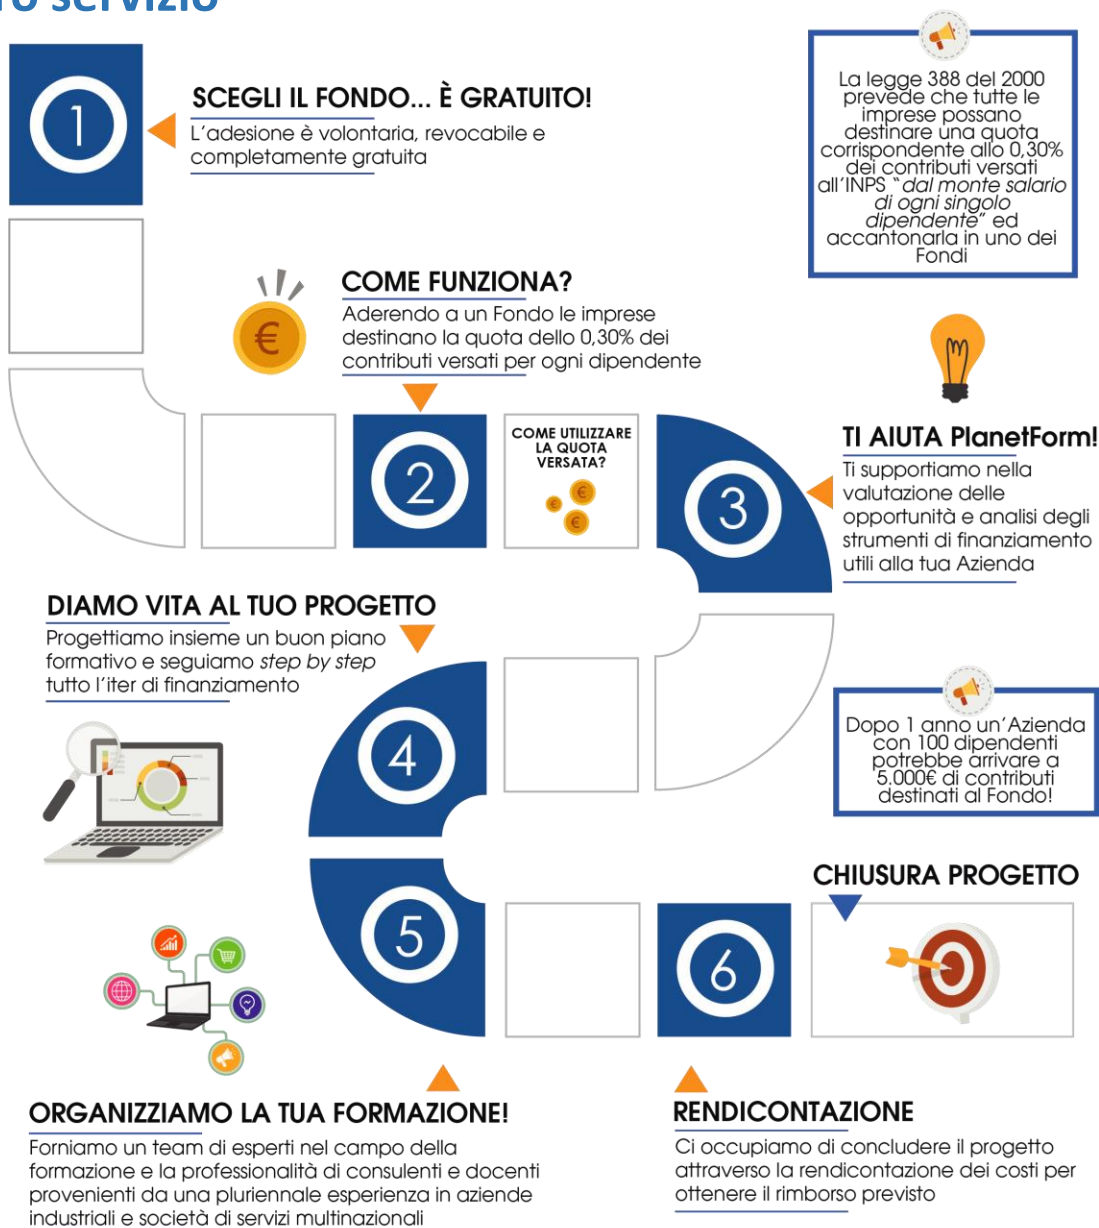 servizio
1
SCEGLI IL FONDO... È GRATUITO!
L'adesione è volontaria, revocabile e
completamente gratuita
La legge 388 del 2000
prevede che tutte le
imprese possano
destinare una quota
corrispondente allo 0,30%
dei contributi versati
all'INPS "dal monte salario
di ogni singolo
dipendente" ed
accantonarla in uno dei
Fondi
COME FUNZIONA?
Aderendo a un Fondo le imprese
destinano la quota dello 0,30% dei
contributi versati per ogni dipendente
€
2
COME UTILIZZARE
LA QUOTA
VERSATA?
€
€
€
3
TI AIUTA PlanetForm!
Ti supportiamo nella
valutazione delle
opportunità e analisi degli
strumenti di finanziamento
utili alla tua Azienda
DIAMO VITA AL TUO PROGETTO
Progettiamo insieme un buon piano
formativo e seguiamo step by step
tutto l'iter di finanziamento
4
Dopo 1 anno un'Azienda
con 100 dipendenti
potrebbe arrivare a
5.000€ di contributi
destinati al Fondo!
5
6
CHIUSURA PROGETTO
ORGANIZZIAMO LA TUA FORMAZIONE!
Forniamo un team di esperti nel campo della
formazione e la professionalità di consulenti e docenti
provenienti da una pluriennale esperienza in aziende
industriali e società di servizi multinazionali
RENDICONTAZIONE
Ci occupiamo di concludere il progetto
attraverso la rendicontazione dei costi per
ottenere il rimborso previsto